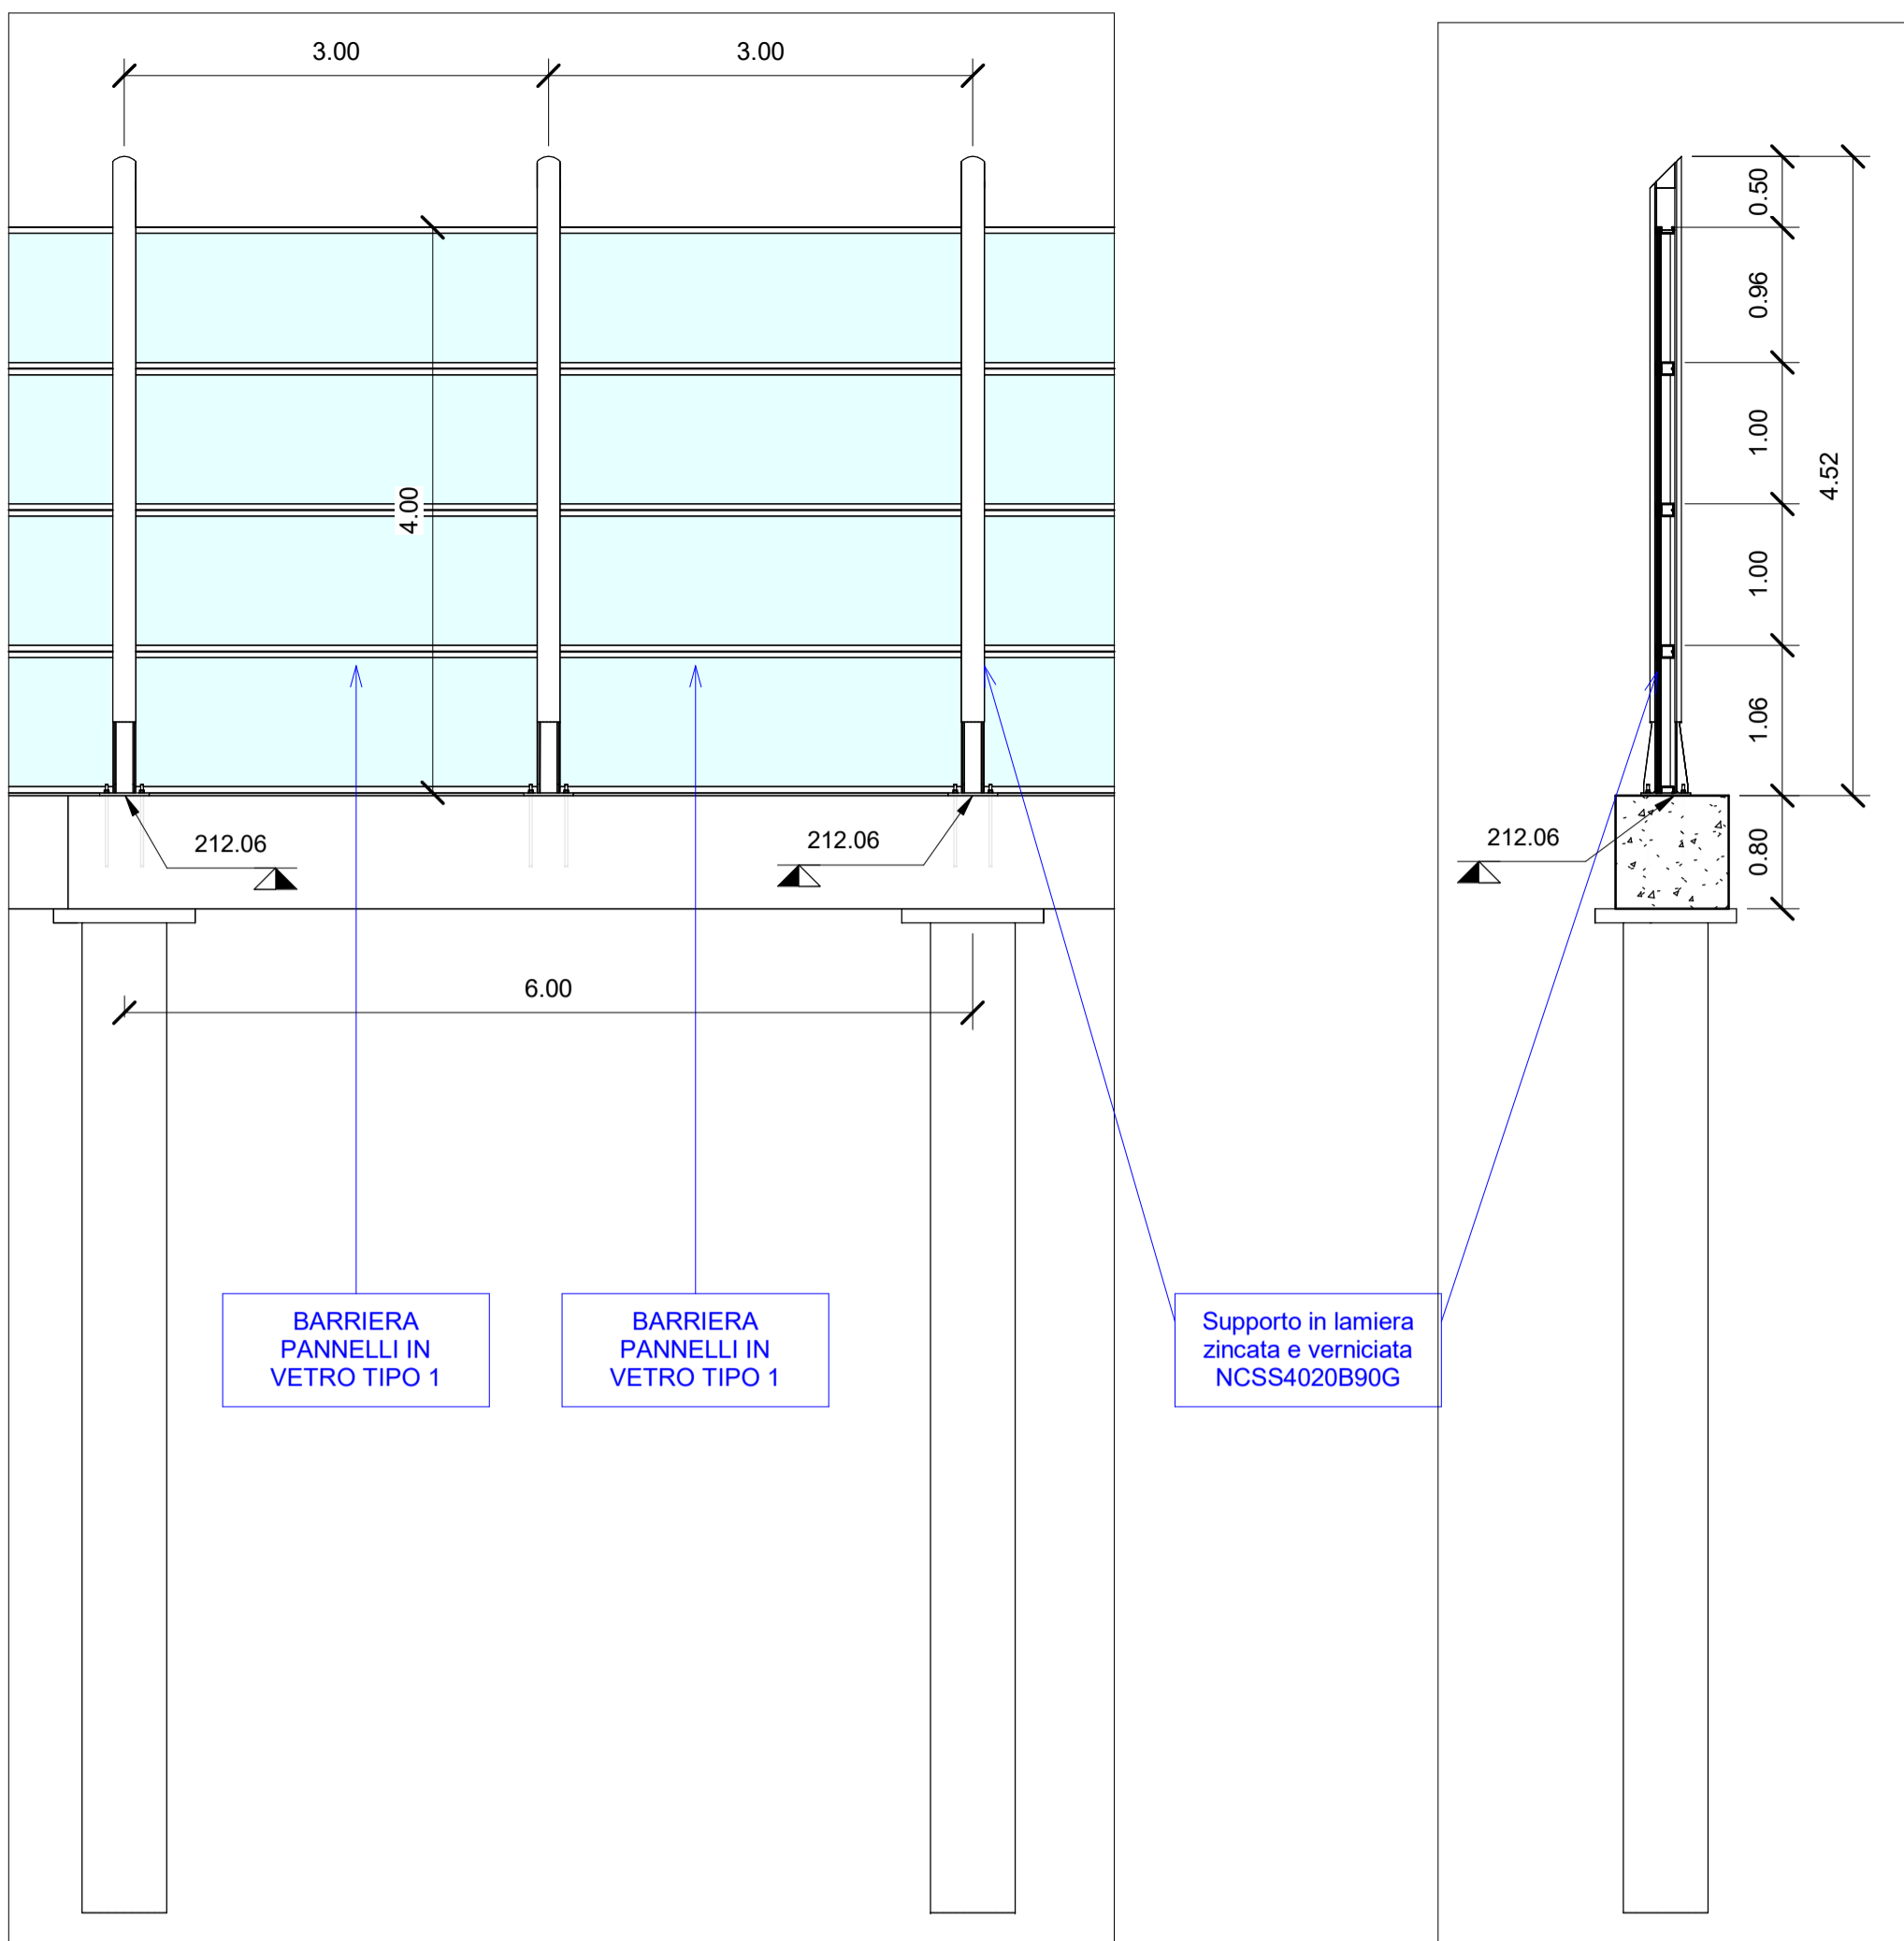 3.00
3.00
4.00
212.06
212.06
6.00
BARRIERA
PANNELLI IN
VETRO TIPO 1
BARRIERA
PANNELLI IN
VETRO TIPO 1
Supporto in lamiera
zincata e verniciata
NCSS4020B90G
0.50
0.96
1.00
1.00
1.06
4.52
0.80
212.06